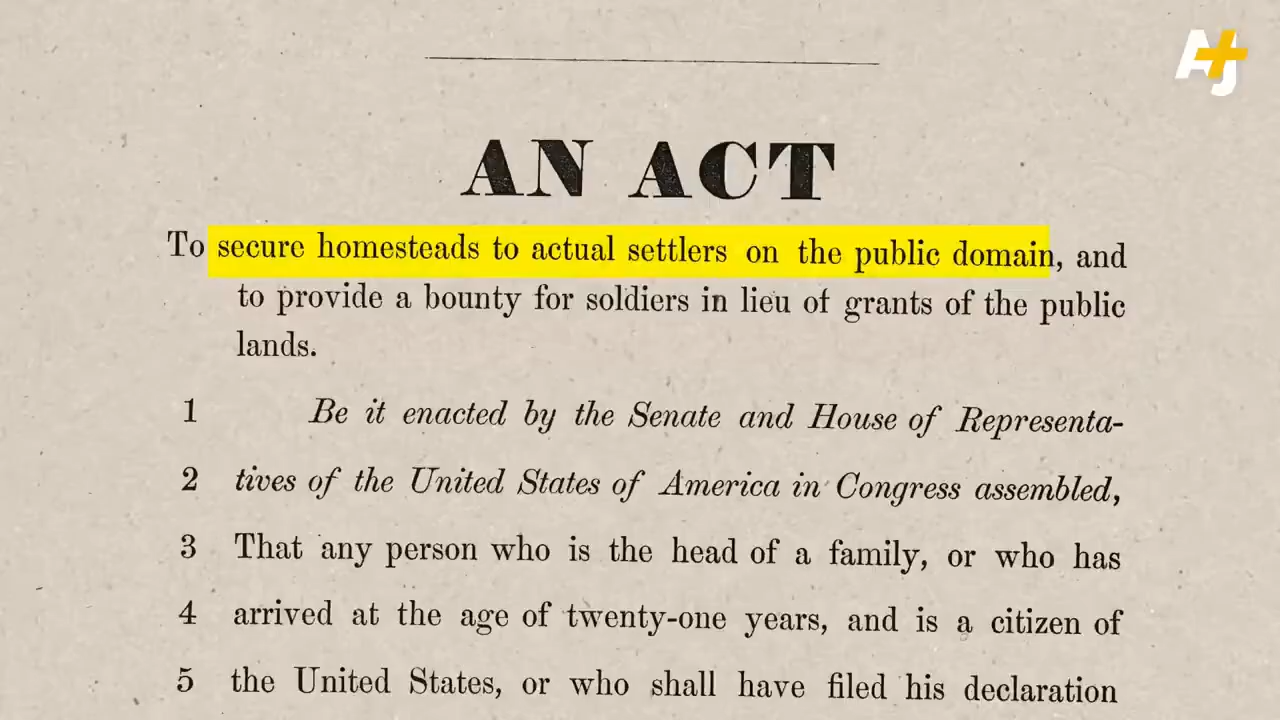 AJ+
AN ACT
To secure homesteads to actual settlers on the public domain, and
to provide a bounty for soldiers in lieu of grants of the public
lands.
1 Be it enacted by the Senate and House of Representa-
2 tives of the United States of America in Congress assembled,
3 That any person who is the head of a family, or who has
4 arrived at the age of twenty-one years, and is a citizen of
5 the United States, or who shall have filed his declaration